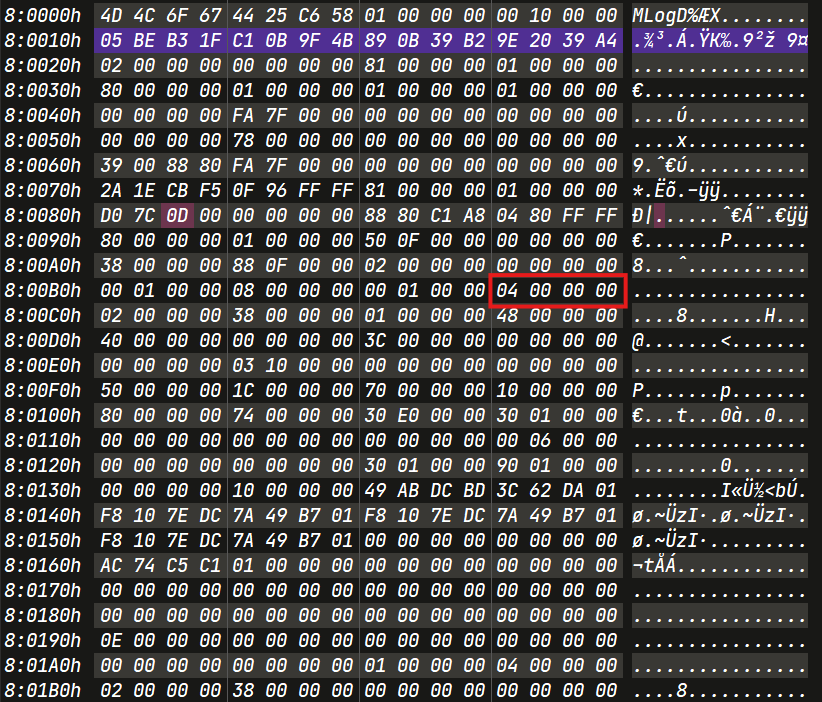 8:0000h 4D 4C 6F 67 44 25 C6 58 01 00 00 00 00 10 00 00 MLogD%ÆX........
8:0010h 05 BE B3 1F C1 0B 9F 4B 89 0B 39 B2 9E 20 39 A4 .¾³.Á.ŸK‰.9²ž 9¤
8:0020h 02 00 00 00 00 00 00 00 81 00 00 00 01 00 00 00 ................
8:0030h 80 00 00 00 01 00 00 00 01 00 00 00 01 00 00 00 €...............
8:0040h 00 00 00 00 FA 7F 00 00 00 00 00 00 00 00 00 00 ....ú...........
8:0050h 00 00 00 00 78 00 00 00 00 00 00 00 00 00 00 00 ....x...........
8:0060h 39 00 88 80 FA 7F 00 00 00 00 00 00 00 00 00 00 9.ˆ€ú...........
8:0070h 2A 1E CB F5 0F 96 FF FF 81 00 00 00 01 00 00 00 *.Ëõ.–ÿÿ........
8:0080h D0 7C 0D 00 00 00 00 00 88 80 C1 A8 04 80 FF FF Ð|......ˆ€Á¨.€ÿÿ
8:0090h 80 00 00 00 01 00 00 00 50 0F 00 00 00 00 00 00 €.......P.......
8:00A0h 38 00 00 00 88 0F 00 00 02 00 00 00 00 00 00 00 8...ˆ...........
8:00B0h 00 01 00 00 08 00 00 00 00 01 00 00 04 00 00 00 ................
8:00C0h 02 00 00 00 38 00 00 00 01 00 00 00 48 00 00 00 ....8.......H...
8:00D0h 40 00 00 00 00 00 00 00 3C 00 00 00 00 00 00 00 @.......<.......
8:00E0h 00 00 00 00 03 10 00 00 00 00 00 00 00 00 00 00 ................
8:00F0h 50 00 00 00 1C 00 00 00 70 00 00 00 10 00 00 00 P.......p.......
8:0100h 80 00 00 00 74 00 00 00 30 E0 00 00 30 01 00 00 €...t...0à..0...
8:0110h 00 00 00 00 00 00 00 00 00 00 00 00 00 06 00 00 ................
8:0120h 00 00 00 00 00 00 00 00 30 01 00 00 90 01 00 00 ........0.......
8:0130h 00 00 00 00 10 00 00 00 49 AB DC BD 3C 62 DA 01 ........I«Ü½<bÚ.
8:0140h F8 10 7E DC 7A 49 B7 01 F8 10 7E DC 7A 49 B7 01 ø.~ÜzI·.ø.~ÜzI·.
8:0150h F8 10 7E DC 7A 49 B7 01 00 00 00 00 00 00 00 00 ø.~ÜzI·.........
8:0160h AC 74 C5 C1 01 00 00 00 00 00 00 00 00 00 00 00 ¬tÅÁ............
8:0170h 00 00 00 00 00 00 00 00 00 00 00 00 00 00 00 00 ................
8:0180h 00 00 00 00 00 00 00 00 00 00 00 00 00 00 00 00 ................
8:0190h 0E 00 00 00 00 00 00 00 00 00 00 00 00 00 00 00 ................
8:01A0h 00 00 00 00 00 00 00 00 01 00 00 00 04 00 00 00 ................
8:01B0h 02 00 00 00 38 00 00 00 00 00 00 00 00 00 00 00 ....8...........